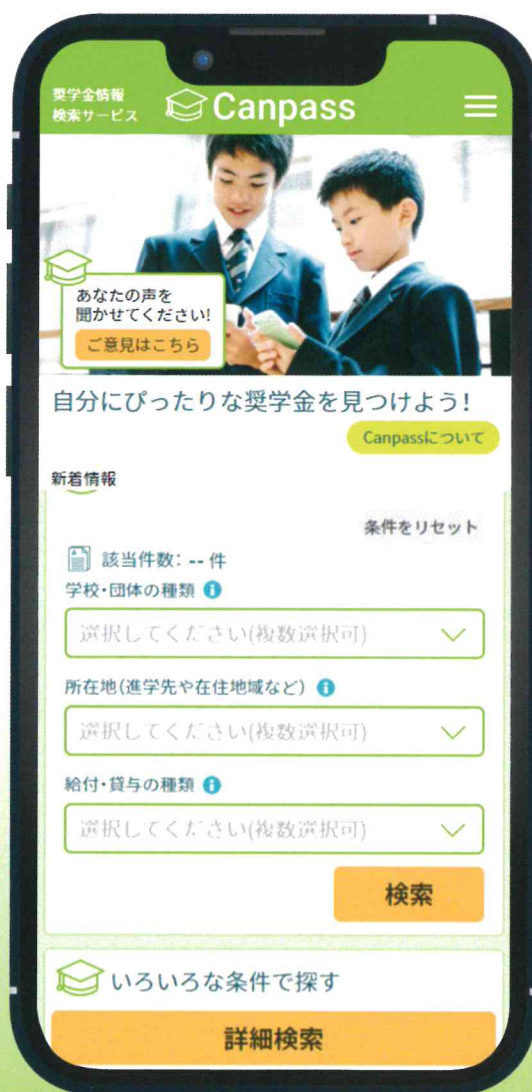 奨学金情報
検索サービス
Canpass
あなたの声を
聞かせてください!
ご意見はこちら
自分にぴったりな奨学金を見つけよう!
Canpassについて
新着情報
条件をリセット
該当件数: -- 件
学校・団体の種類
選択してください(複数選択可)
所在地(進学先や在住地域など)
選択してください(複数選択可)
給付・貸与の種類
選択してください(複数選択可)
検索
いろいろな条件で探す
詳細検索